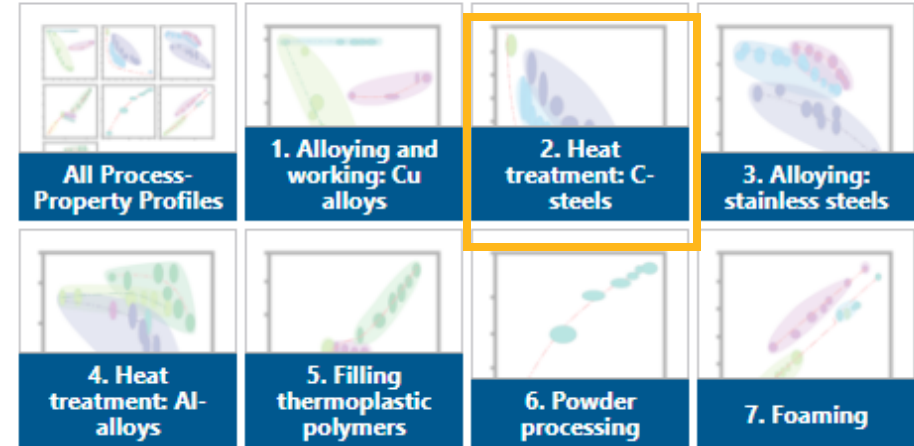 All Process-
Property Profiles
1. Alloying and
working: Cu
alloys
2. Heat
treatment: C-
steels
3. Alloying:
stainless steels
4. Heat
treatment: Al-
alloys
5. Filling
thermoplastic
polymers
6. Powder
processing
7. Foaming